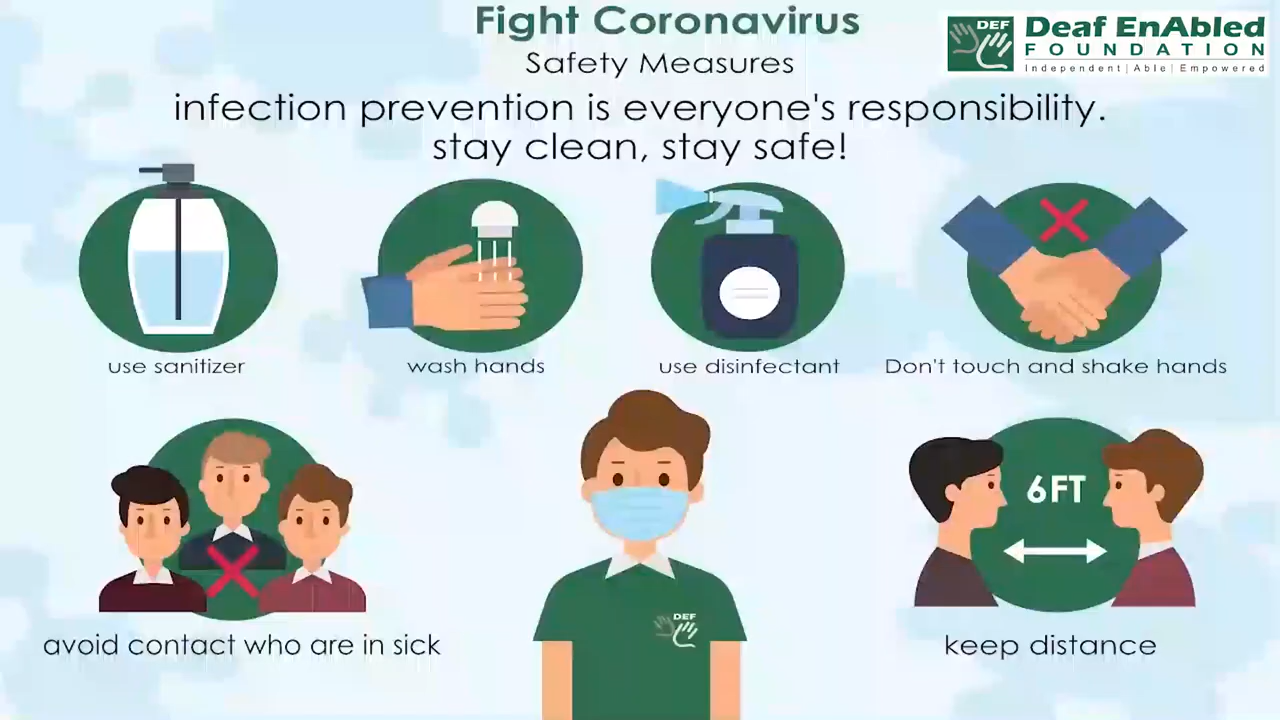 Fight Coronavirus
Safety Measures
DEF
Deaf EnAbled
FOUNDATION
Independent | Able | Empowered
infection prevention is everyone's responsibility.
stay clean, stay safe!
use sanitizer
wash hands
use disinfectant
Don't touch and shake hands
6 FT
DEF
avoid contact who are in sick
keep distance